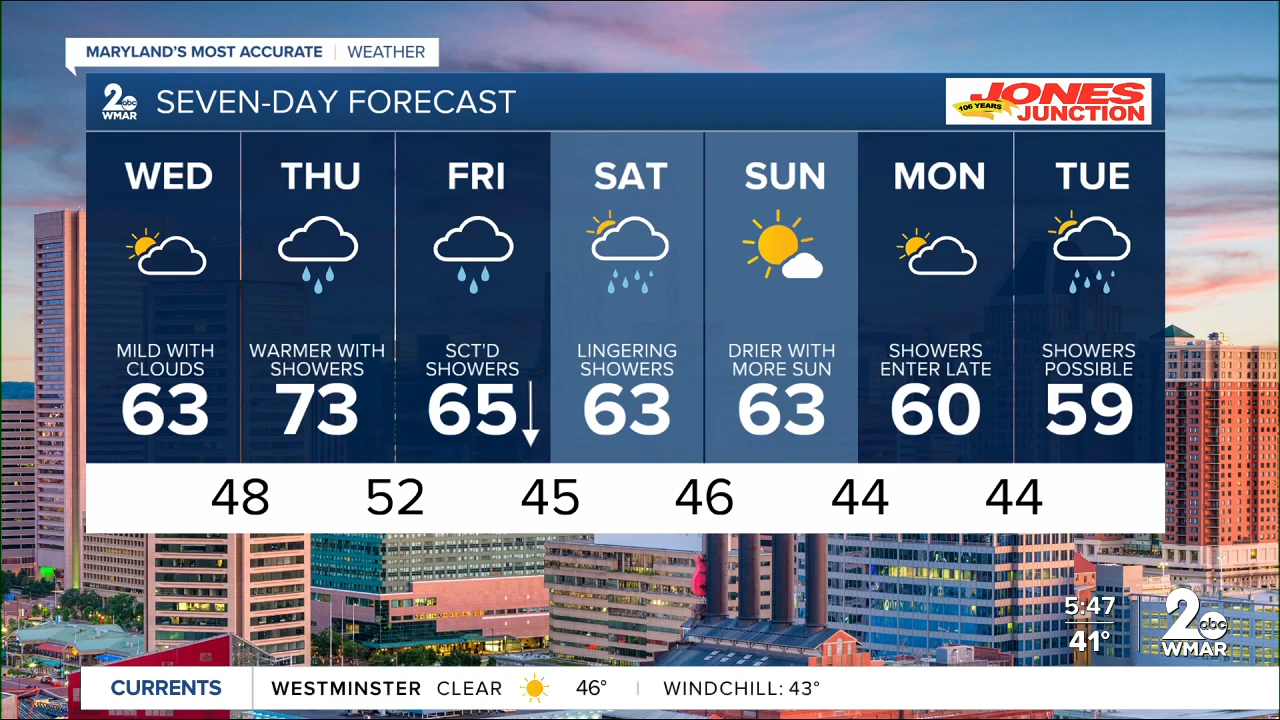 MARYLAND'S MOST ACCURATE | WEATHER
2 abc
WMAR
SEVEN-DAY FORECAST
106 YEARS
JONES
JUNCTION
WED THU FRI SAT SUN MON TUE
MILD WITH
CLOUDS
63
WARMER WITH
SHOWERS
73
SCT'D
SHOWERS
65
LINGERING
SHOWERS
63
DRIER WITH
MORE SUN
63
SHOWERS
ENTER LATE
60
SHOWERS
POSSIBLE
59
48 52 45 46 44 44
5:47
41°
2 abc
WMAR
CURRENTS WESTMINSTER CLEAR 46° | WINDCHILL: 43°